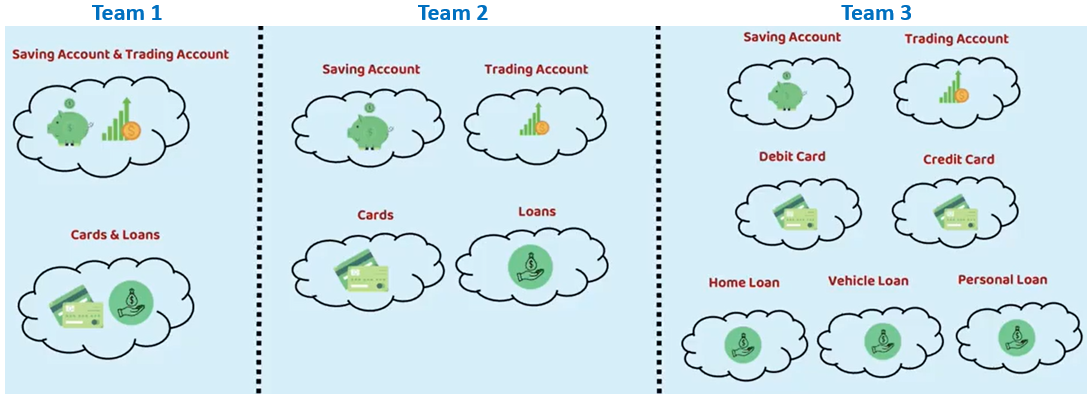 Team 1
Team 2
Team 3
Saving Account & Trading Account
Cards & Loans
Saving Account
Trading Account
Cards
Loans
Saving Account
Trading Account
Debit Card
Credit Card
Home Loan
Vehicle Loan
Personal Loan